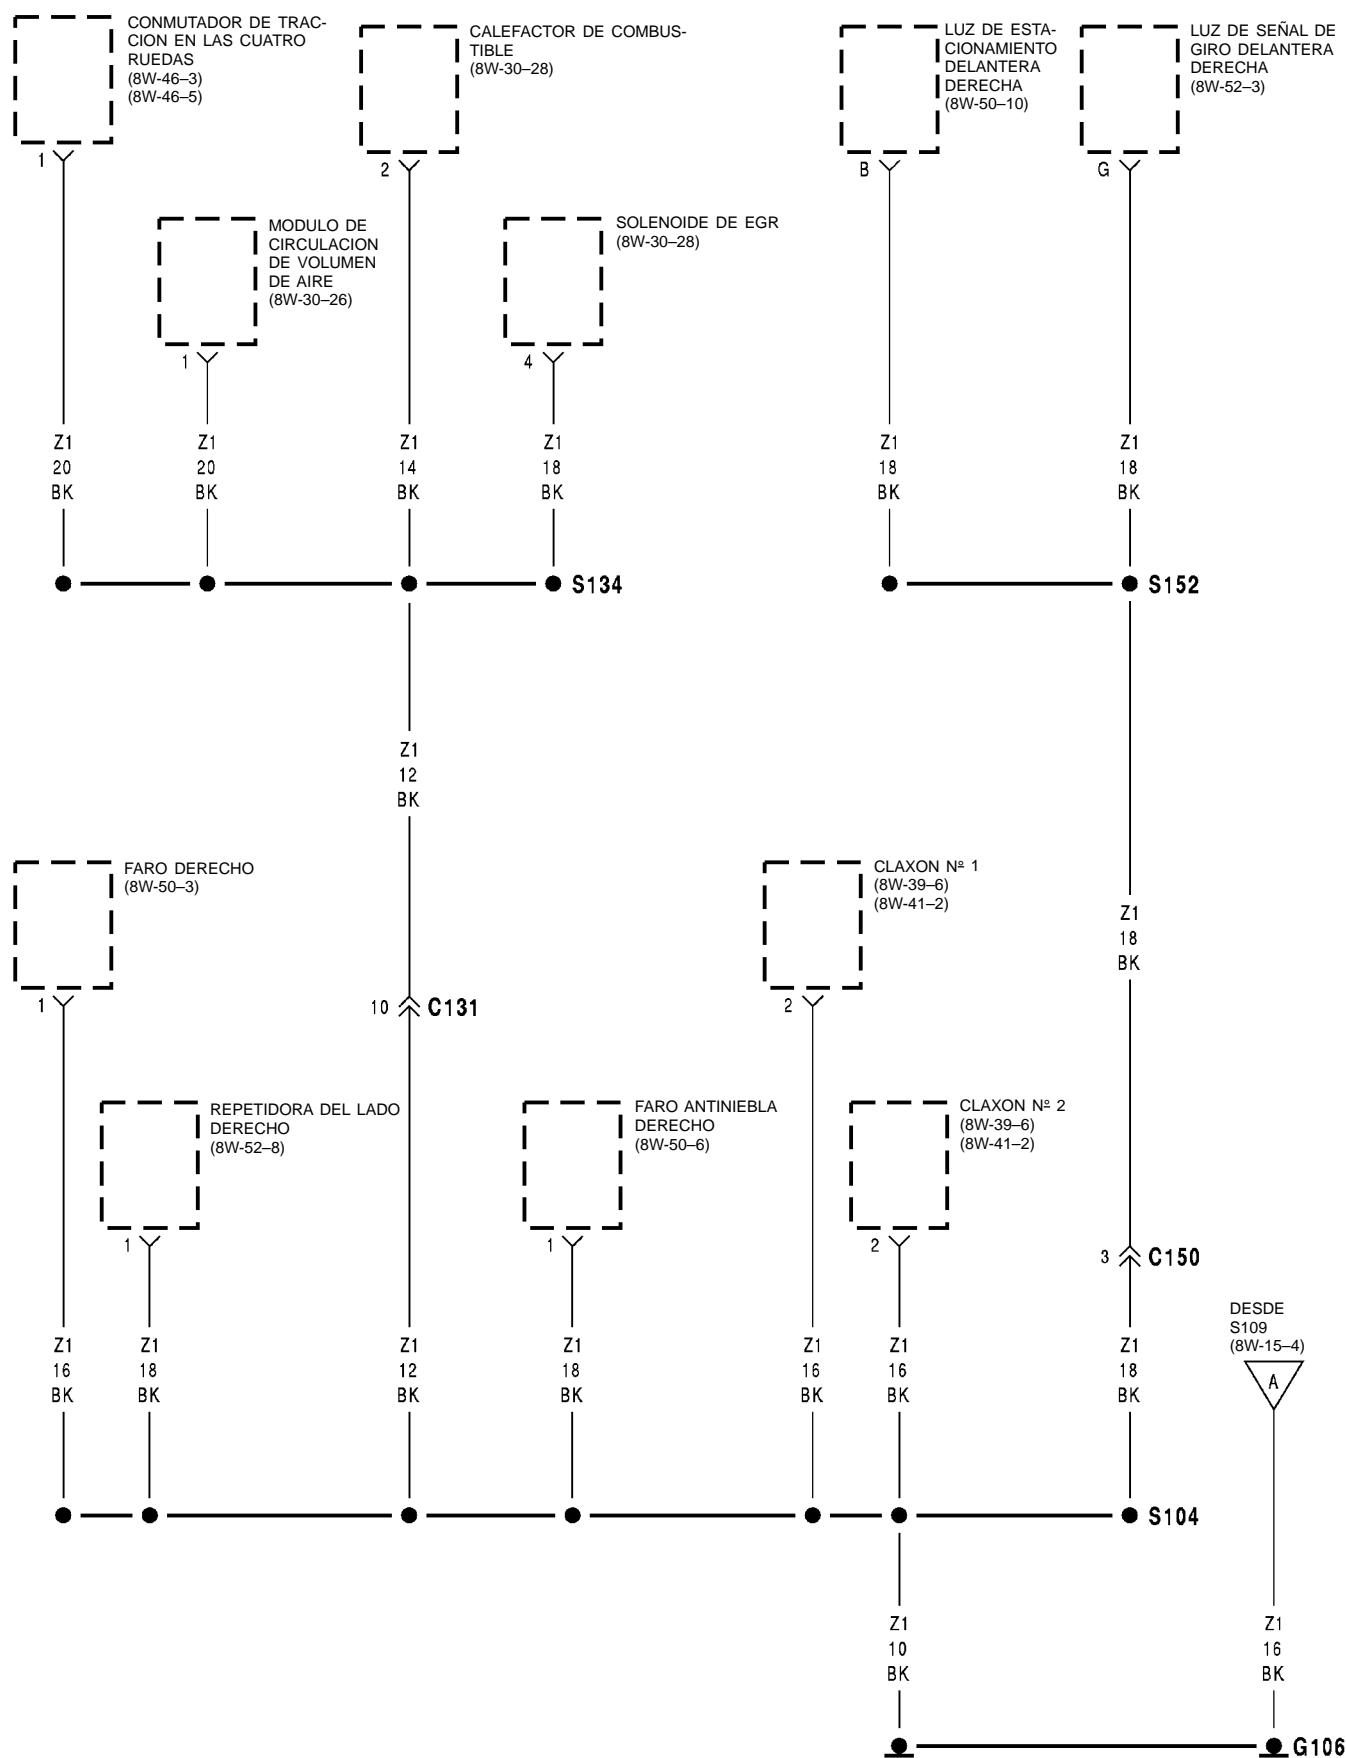 CONMUTADOR DE TRAC-
CION EN LAS CUATRO
RUEDAS
(8W-46–3)
(8W-46–5)
1
CALEFACTOR DE COMBUS-
TIBLE
(8W-30–28)
2
LUZ DE ESTA-
CIONAMIENTO
DELANTERA
DERECHA
(8W-50–10)
B
LUZ DE SEÑAL DE
GIRO DELANTERA
DERECHA
(8W-52–3)
G
MODULO DE
CIRCULACION
DE VOLUMEN
DE AIRE
(8W-30–26)
1
SOLENOIDE DE EGR
(8W-30–28)
4
Z1
20
BK
Z1
20
BK
Z1
14
BK
Z1
18
BK
Z1
18
BK
Z1
18
BK
S134
S152
Z1
12
BK
FARO DERECHO
(8W-50–3)
1
CLAXON Nº 1
(8W-39–6)
(8W-41–2)
2
Z1
18
BK
10 C131
REPETIDORA DEL LADO
DERECHO
(8W-52–8)
1
FARO ANTINIEBLA
DERECHO
(8W-50–6)
1
CLAXON Nº 2
(8W-39–6)
(8W-41–2)
2
3 C150
DESDE
S109
(8W-15–4)
A
Z1
16
BK
Z1
18
BK
Z1
12
BK
Z1
18
BK
Z1
16
BK
Z1
16
BK
Z1
18
BK
S104
Z1
10
BK
Z1
16
BK
G106